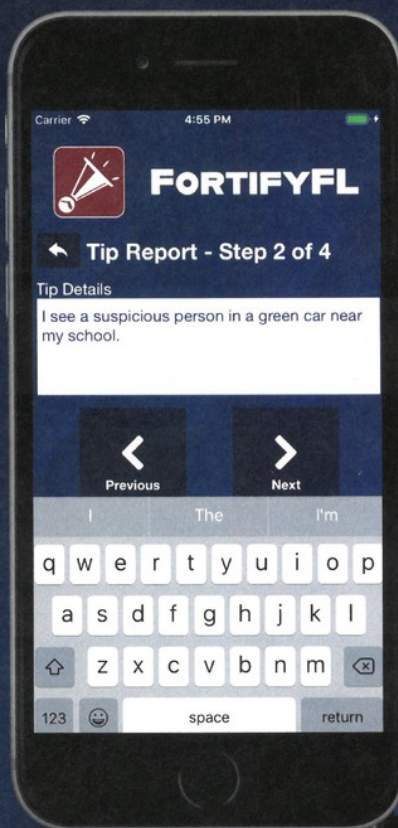 Carrier 4:55 PM
FORTIFYFL
Tip Report - Step 2 of 4
Tip Details
I see a suspicious person in a green car near
my school.
Previous Next
I The I'm
q w e r t y u i o p
a s d f g h j k l
z x c v b n m
123 space return